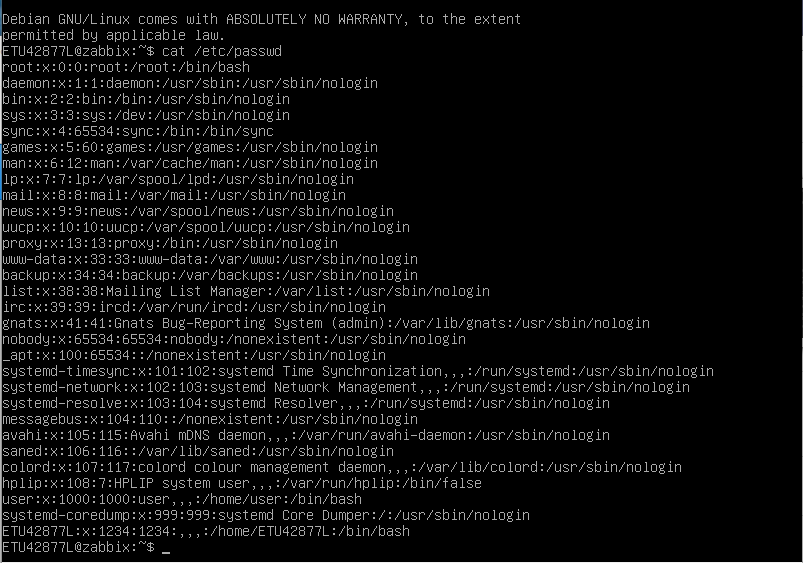 Debian GNU/Linux comes with ABSOLUTELY NO WARRANTY, to the extent
permitted by applicable law.
ETU42877L@zabbix:~$ cat /etc/passwd
root:x:0:0:root:/root:/bin/bash
daemon:x:1:1:daemon:/usr/sbin:/usr/sbin/nologin
bin:x:2:2:bin:/bin:/usr/sbin/nologin
sys:x:3:3:sys:/dev:/usr/sbin/nologin
sync:x:4:65534:sync:/bin:/bin/sync
games:x:5:60:games:/usr/games:/usr/sbin/nologin
man:x:6:12:man:/var/cache/man:/usr/sbin/nologin
lp:x:7:7:lp:/var/spool/lpd:/usr/sbin/nologin
mail:x:8:8:mail:/var/mail:/usr/sbin/nologin
news:x:9:9:news:/var/spool/news:/usr/sbin/nologin
uucp:x:10:10:uucp:/var/spool/uucp:/usr/sbin/nologin
proxy:x:13:13:proxy:/bin:/usr/sbin/nologin
www-data:x:33:33:www-data:/var/www:/usr/sbin/nologin
backup:x:34:34:backup:/var/backups:/usr/sbin/nologin
list:x:38:38:Mailing List Manager:/var/list:/usr/sbin/nologin
irc:x:39:39:ircd:/var/run/ircd:/usr/sbin/nologin
gnats:x:41:41:Gnats Bug-Reporting System (admin):/var/lib/gnats:/usr/sbin/nologin
nobody:x:65534:65534:nobody:/nonexistent:/usr/sbin/nologin
_apt:x:100:65534::/nonexistent:/usr/sbin/nologin
systemd-timesync:x:101:102:systemd Time Synchronization,,,:/run/systemd:/usr/sbin/nologin
systemd-network:x:102:103:systemd Network Management,,,:/run/systemd:/usr/sbin/nologin
systemd-resolve:x:103:104:systemd Resolver,,,:/run/systemd:/usr/sbin/nologin
messagebus:x:104:110::/nonexistent:/usr/sbin/nologin
avahi:x:105:115:Avahi mDNS daemon,,,:/var/run/avahi-daemon:/usr/sbin/nologin
saned:x:106:116::/var/lib/saned:/usr/sbin/nologin
colord:x:107:117:colord colour management daemon,,,:/var/lib/colord:/usr/sbin/nologin
hplip:x:108:7:HPLIP system user,,,:/var/run/hplip:/bin/false
user:x:1000:1000:user,,,:/home/user:/bin/bash
systemd-coredump:x:999:999:systemd Core Dumper:/:/usr/sbin/nologin
ETU42877L:x:1234:1234:,,,:/home/ETU42877L:/bin/bash
ETU42877L@zabbix:~$ _